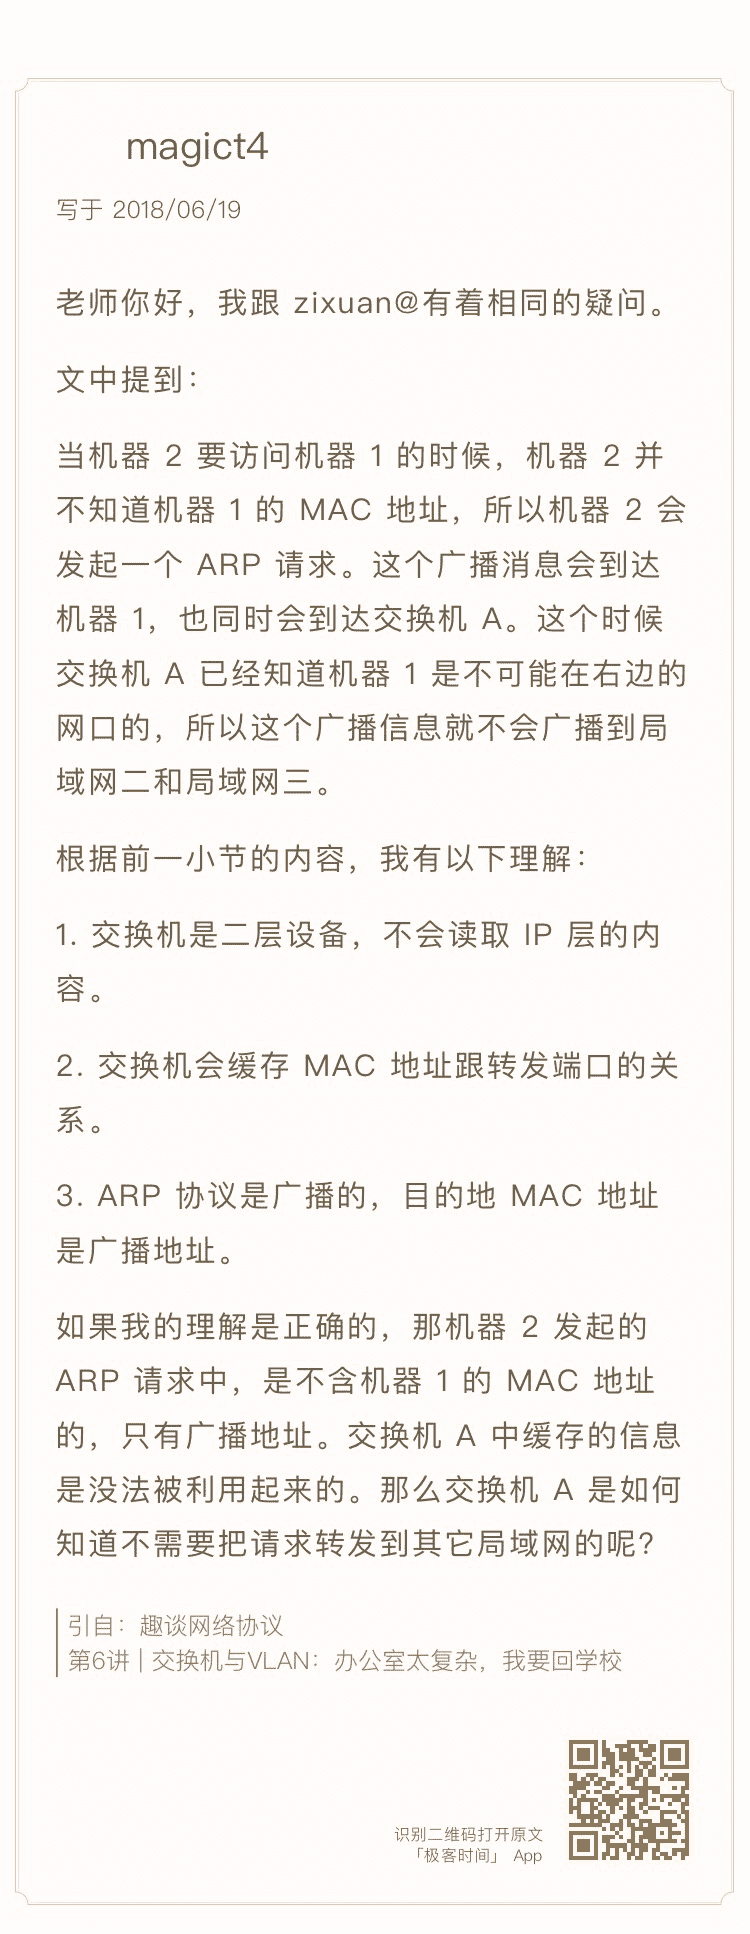 magict4
写于 2018/06/19
老师你好，我跟 zixuan@有着相同的疑问。
文中提到：
当机器 2 要访问机器 1 的时候，机器 2 并
不知道机器 1 的 MAC 地址，所以机器 2 会
发起一个 ARP 请求。这个广播消息会到达
机器 1，也同时会到达交换机 A。这个时候
交换机 A 已经知道机器 1 是不可能在右边的
网口的，所以这个广播信息就不会广播到局
域网二和局域网三。
根据前一小节的内容，我有以下理解：
1. 交换机是二层设备，不会读取 IP 层的内
容。
2. 交换机会缓存 MAC 地址跟转发端口的关
系。
3. ARP 协议是广播的，目的地 MAC 地址
是广播地址。
如果我的理解是正确的，那机器 2 发起的
ARP 请求中，是不含机器 1 的 MAC 地址
的，只有广播地址。交换机 A 中缓存的信息
是没法被利用起来的。那么交换机 A 是如何
知道不需要把请求转发到其它局域网的呢？
引自：趣谈网络协议
第6讲 | 交换机与VLAN：办公室太复杂，我要回学校
识别二维码打开原文
「极客时间」 App